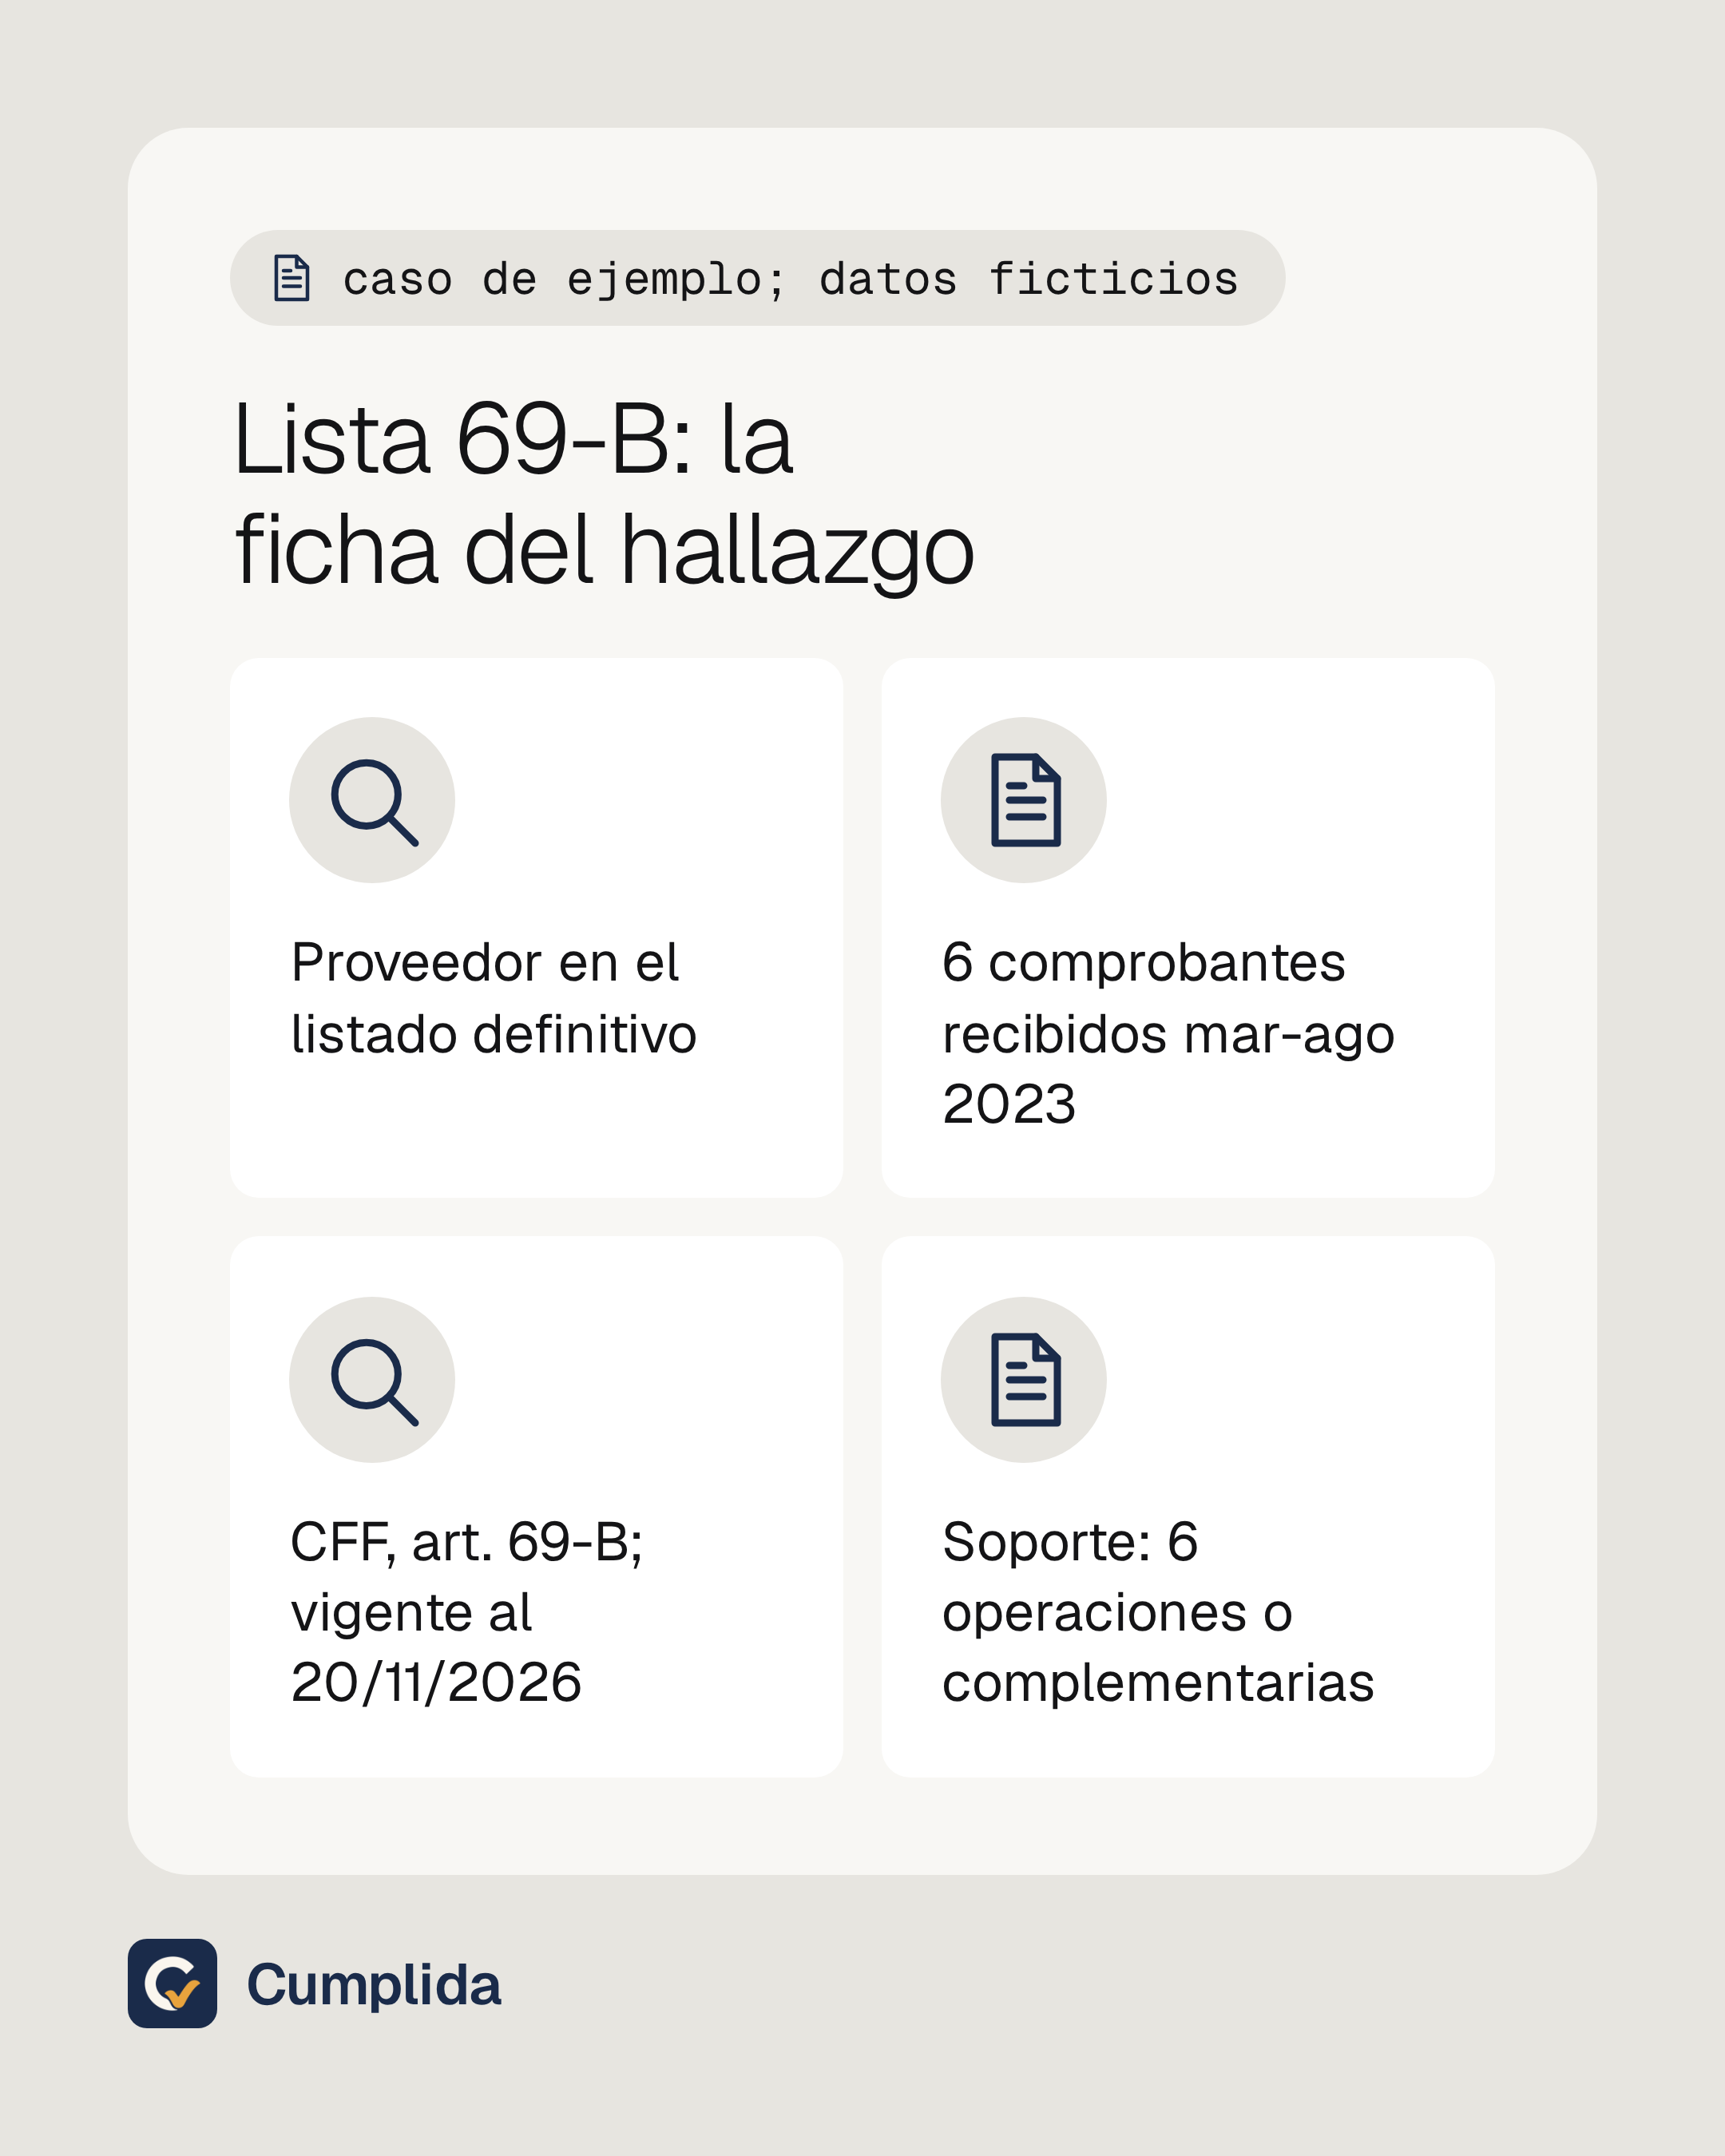 caso de ejemplo; datos ficticios
Lista 69-B: la
ficha del hallazgo
Proveedor en el
listado definitivo
6 comprobantes
recibidos mar-ago
2023
CFF, art. 69-B;
vigente al
20/11/2026
Soporte: 6
operaciones o
complementarias
Cumplida